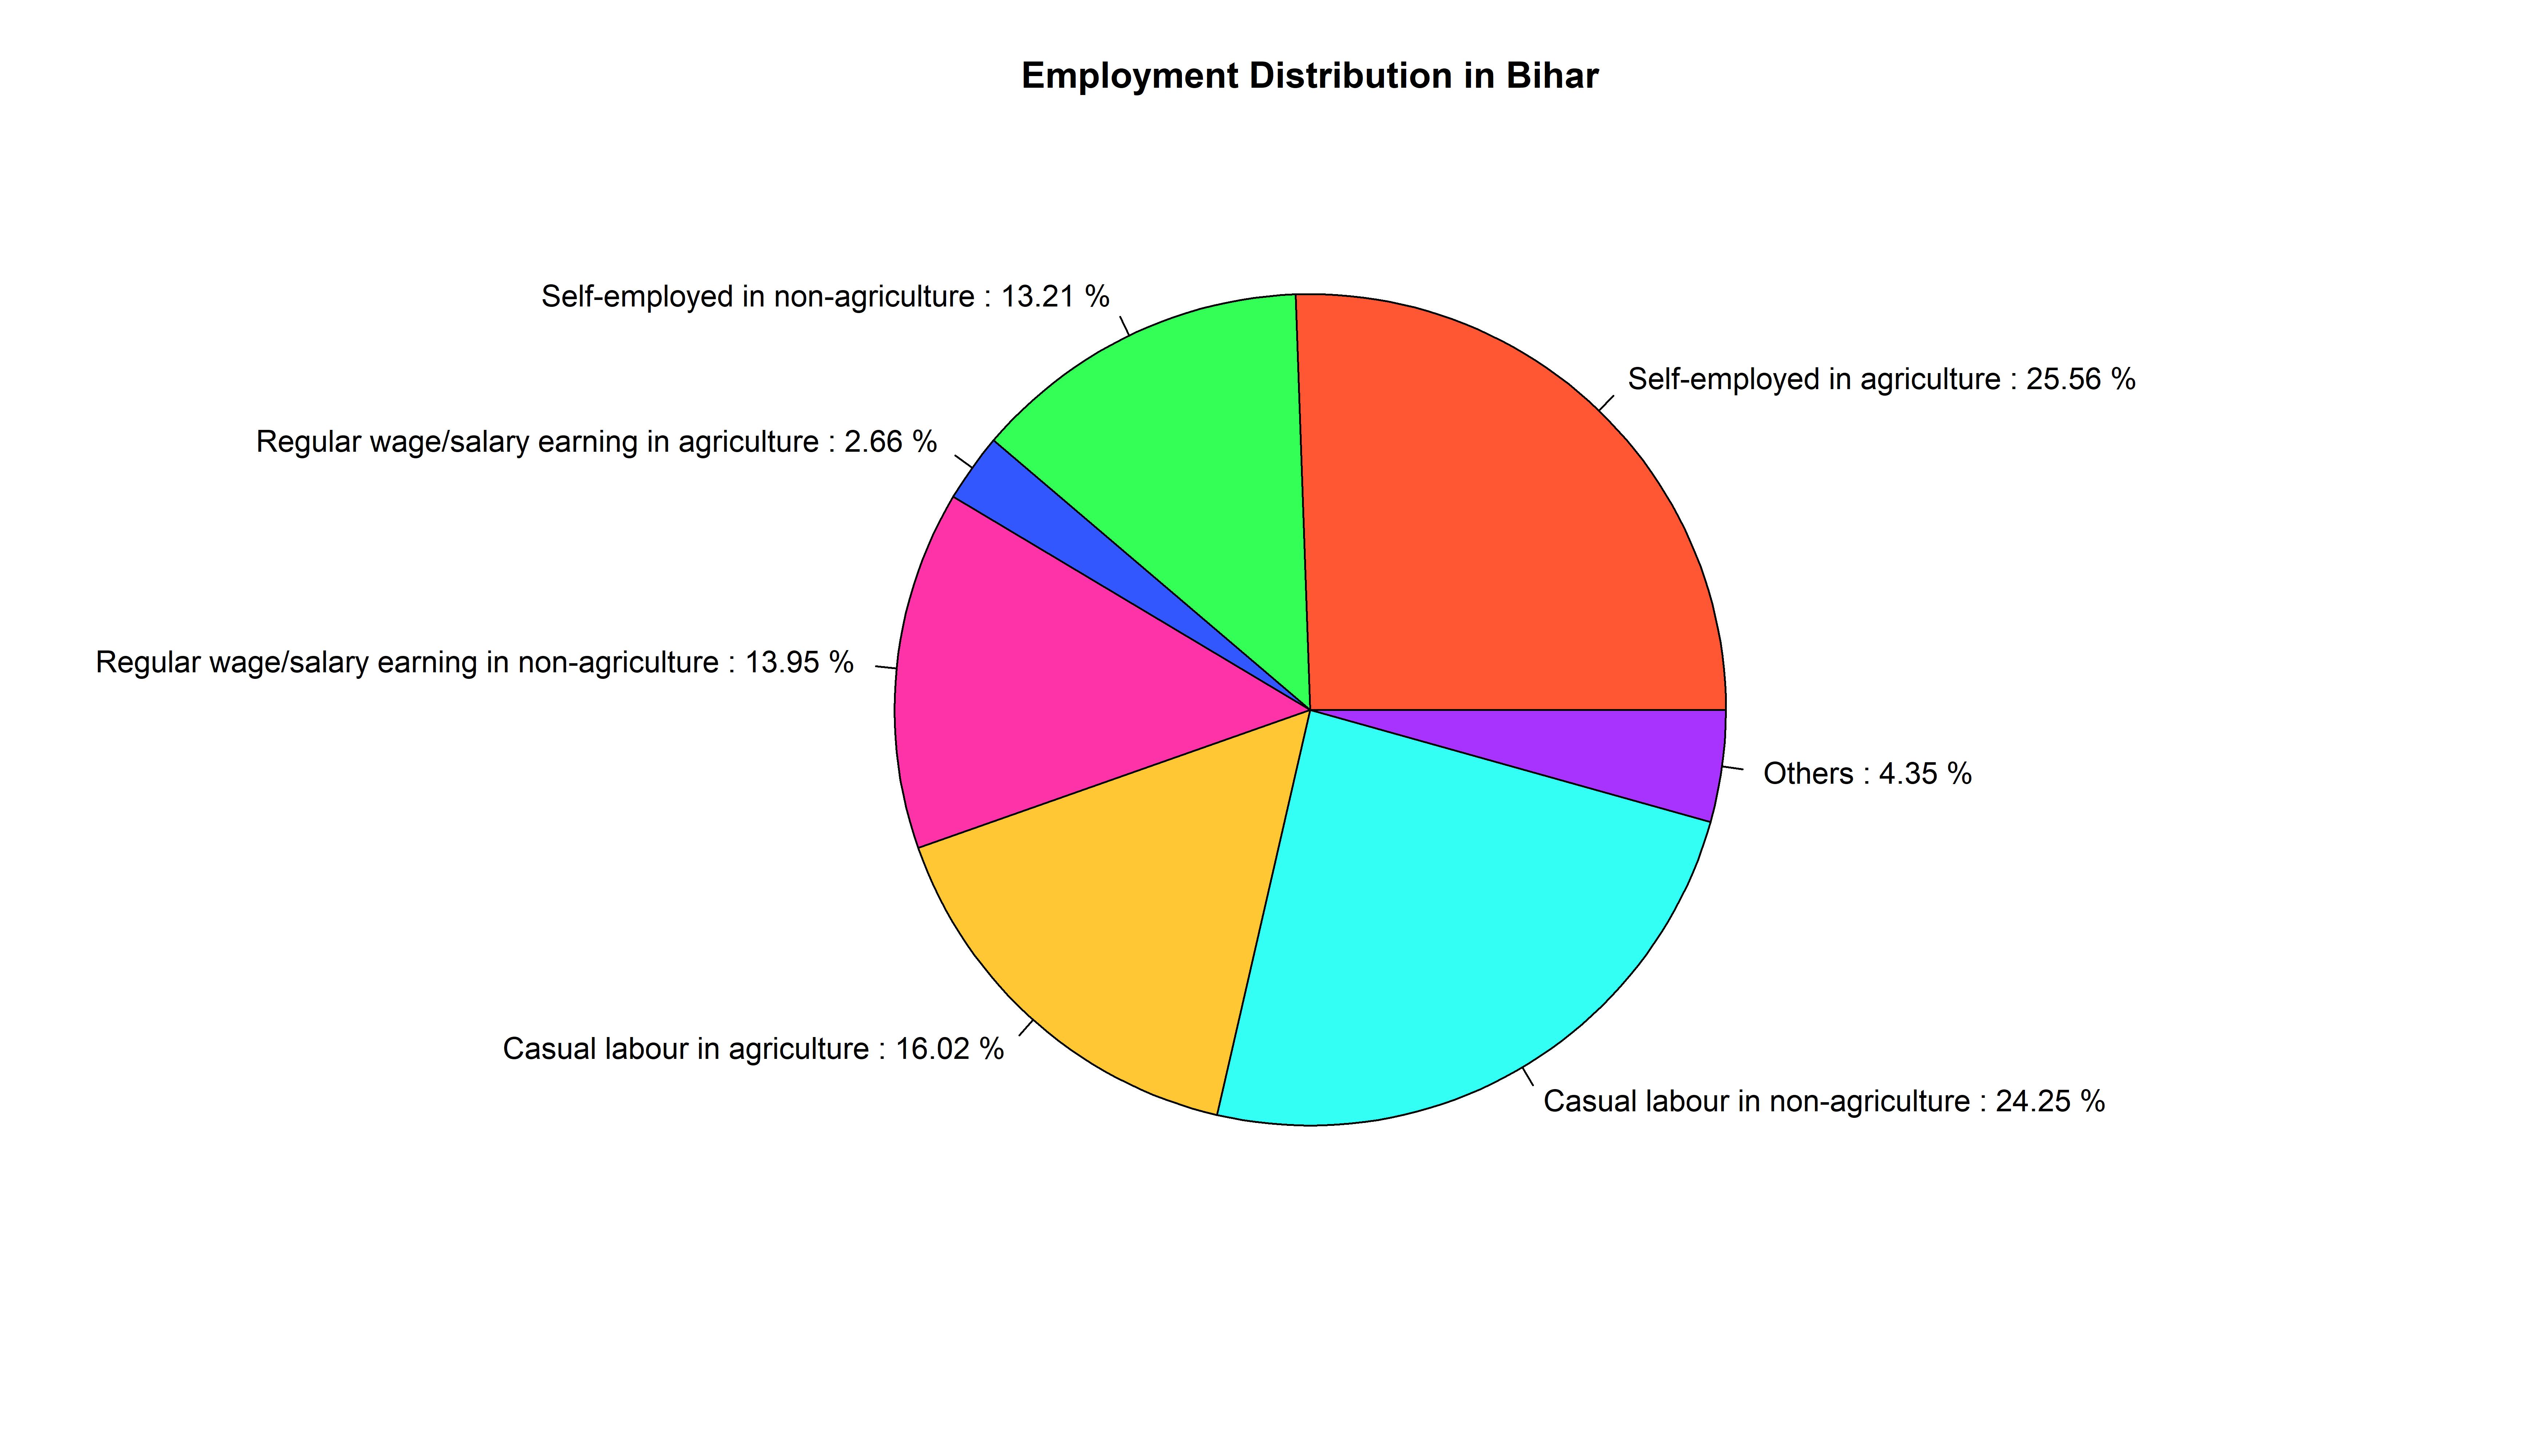 Employment Distribution in Bihar
Self-employed in non-agriculture : 13.21 %
Self-employed in agriculture : 25.56 %
Regular wage/salary earning in agriculture : 2.66 %
Regular wage/salary earning in non-agriculture : 13.95 %
Others : 4.35 %
Casual labour in agriculture : 16.02 %
Casual labour in non-agriculture : 24.25 %